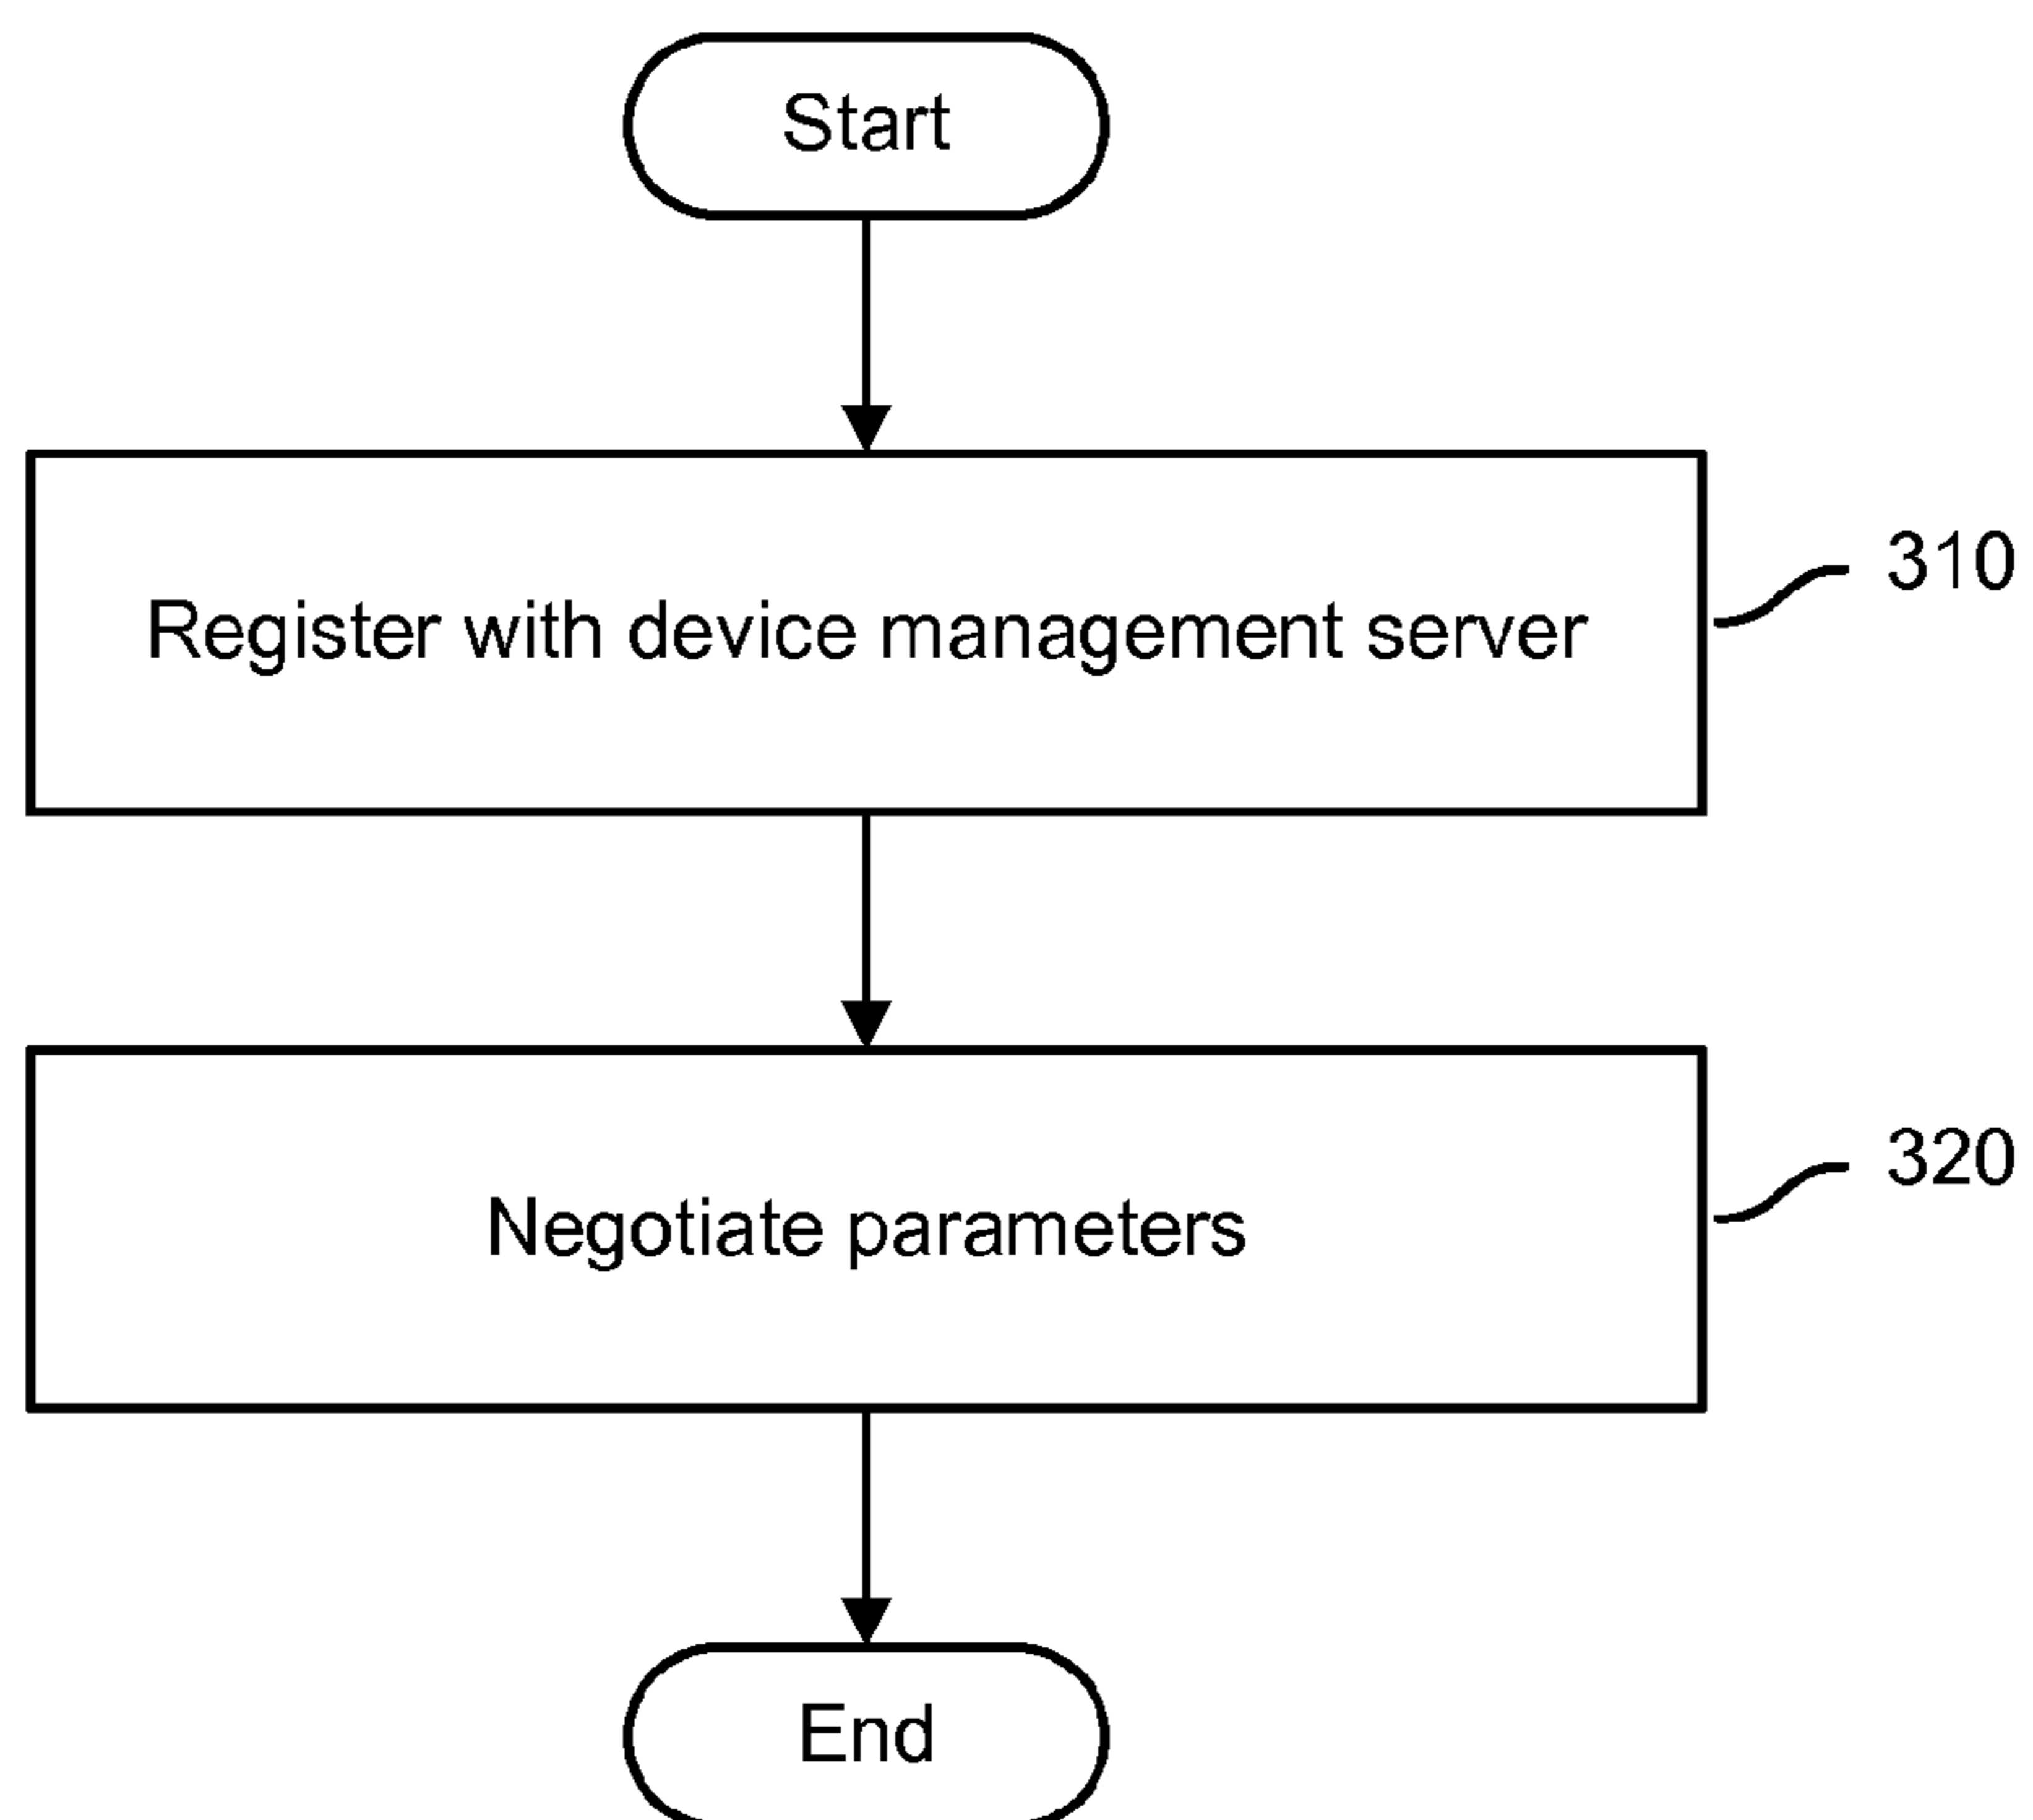 Start
Register with device management server
310
Negotiate parameters
320
End